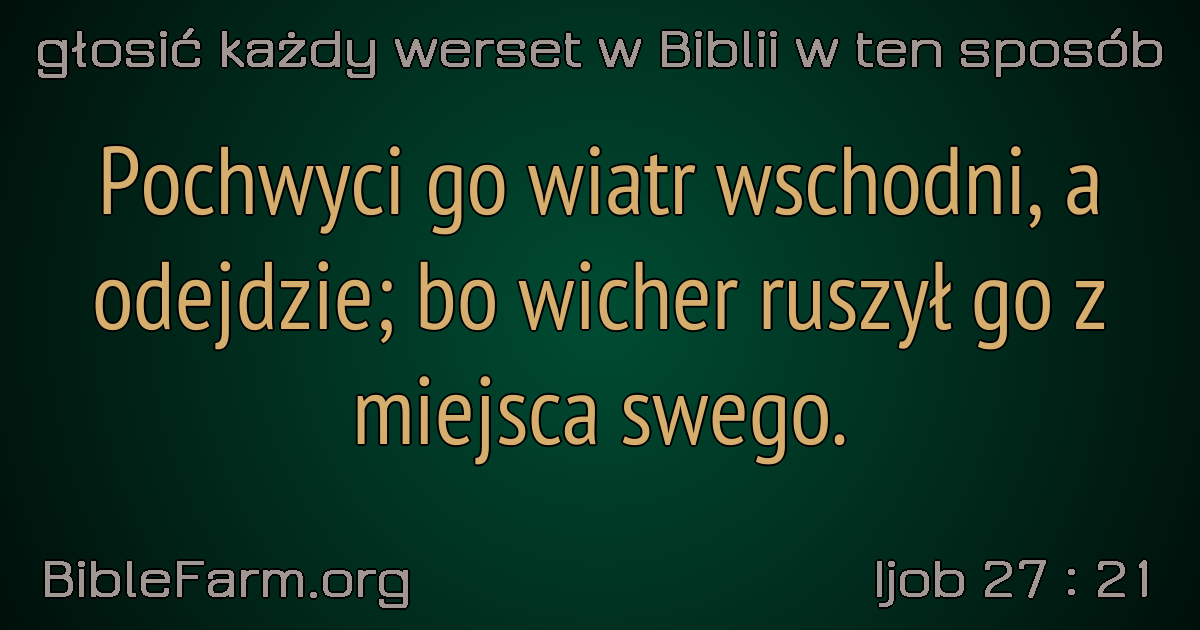 głosić każdy werset w Biblii w ten sposób
Pochwyci go wiatr wschodni, a
odejdzie; bo wicher ruszył go z
miejsca swego.
BibleFarm.org
Ijob 27 : 21